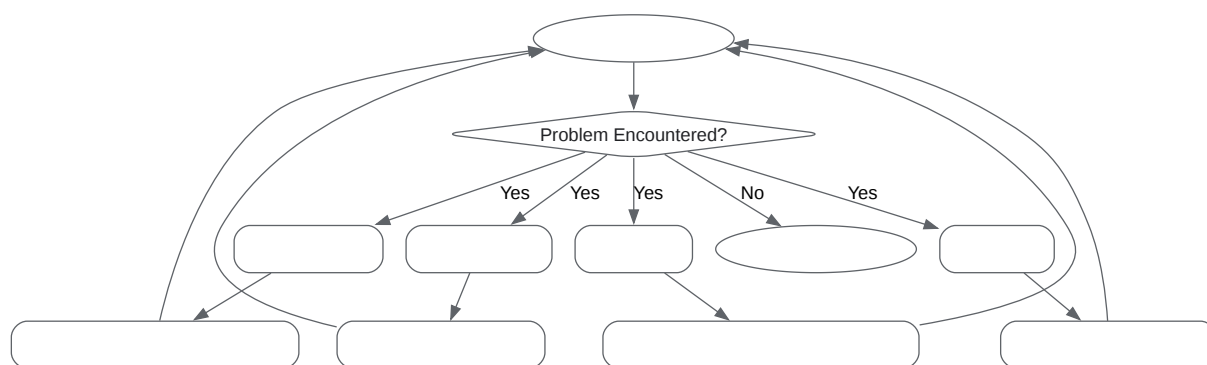 Problem Encountered?
Yes
Yes
Yes
No
Yes